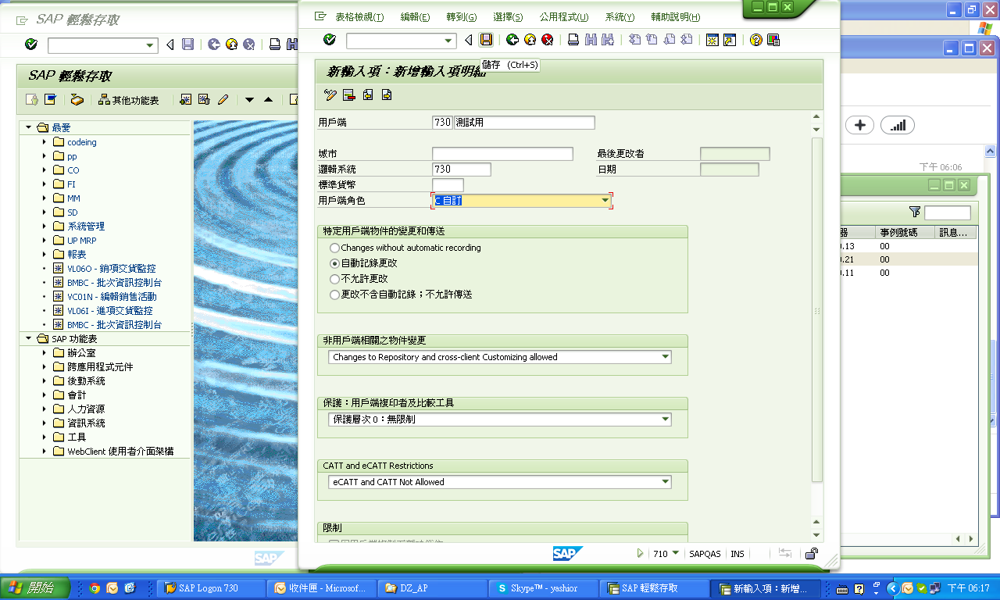 SAP 輕鬆存取
SAP 輕鬆存取
其他功能表
最愛
codeing
pp
CO
FI
MM
SD
系統管理
UP MRP
報表
VL06O - 銷項交貨監控
BMBC - 批次資訊控制台
VC01N - 編輯銷售活動
VL06I - 進項交貨監控
BMBC - 批次資訊控制台
SAP 功能表
辦公室
跨應用程式元件
後勤系統
會計
人力資源
資訊系統
工具
WebClient 使用者介面架構
SAP
表格檢視(T) 編輯(E) 轉到(G) 選擇(S) 公用程式(U) 系統(Y) 輔助說明(H)
儲存 (Ctrl+S)
新輸入項：新增輸入項明細
用戶端 730 測試用
城市 最後更改者
邏輯系統 730 日期
標準貨幣
用戶端角色 C 自訂
特定用戶端物件的變更和傳送
Changes without automatic recording
自動記錄更改
不允許更改
更改不含自動記錄；不允許傳送
非用戶端相關之物件變更
Changes to Repository and cross-client Customizing allowed
保護：用戶端複印者及比較工具
保護層次 0：無限制
CATT and eCATT Restrictions
eCATT and CATT Not Allowed
限制
SAP 710 SAPQAS INS
下午 06:06
器 事例號碼 訊息...
.13 00
.21 00
.11 00
開始 SAP Logon 730 收件匣 - Microsof... DZ_AP Skype™ - yashior SAP 輕鬆存取 新輸入項：新增... 下午 06:17